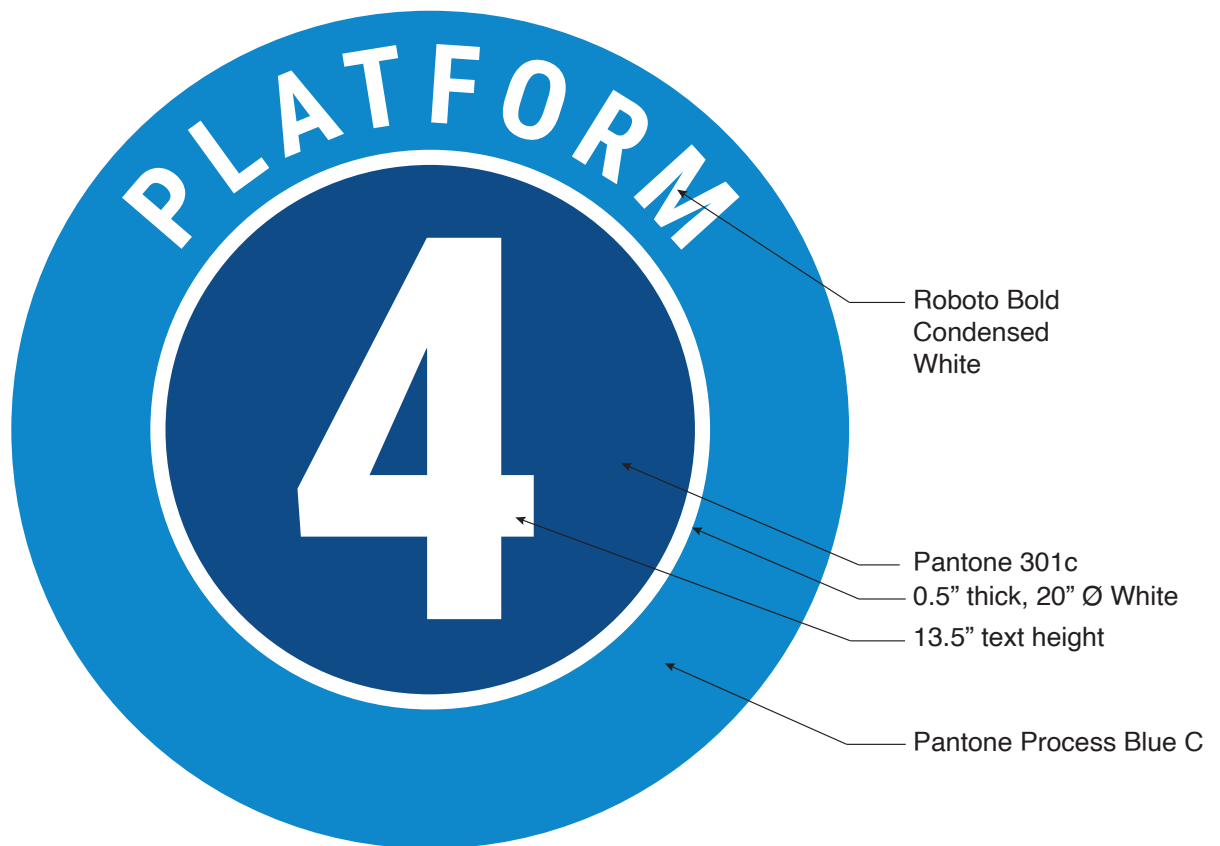 PLATFORM
4
Roboto Bold
Condensed
White
Pantone 301c
0.5” thick, 20” Ø White
13.5” text height
Pantone Process Blue C